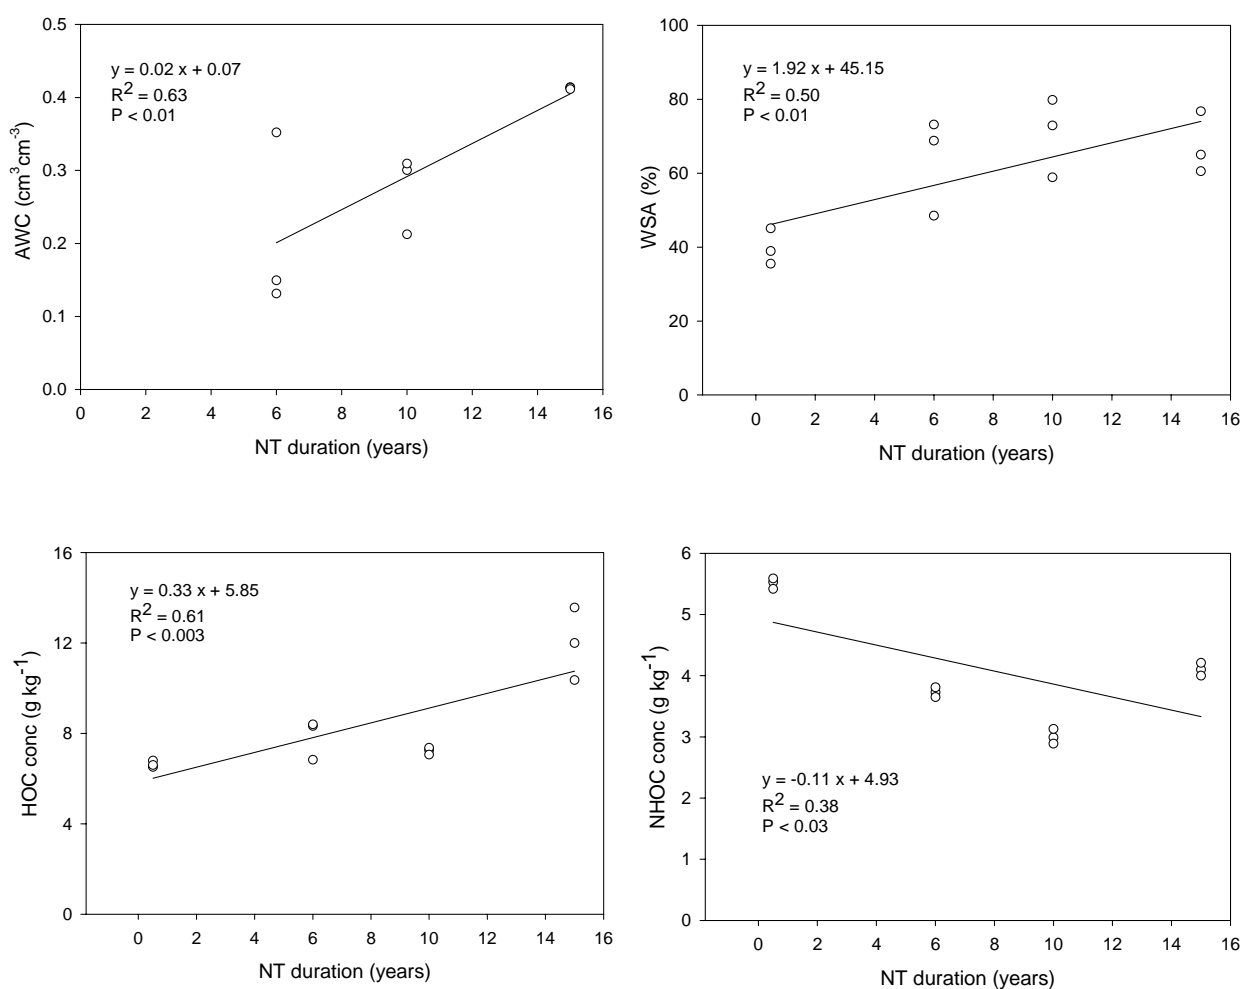 y = 0.02 x + 0.07
R² = 0.63
P < 0.01
AWC (cm³cm⁻³)
0.5
0.4
0.3
0.2
0.1
0.0
0 2 4 6 8 10 12 14 16
NT duration (years)
y = 1.92 x + 45.15
R² = 0.50
P < 0.01
WSA (%)
100
80
60
40
20
0
0 2 4 6 8 10 12 14 16
NT duration (years)
y = 0.33 x + 5.85
R² = 0.61
P < 0.003
HOC conc (g kg⁻¹)
16
12
8
4
0
0 2 4 6 8 10 12 14 16
NT duration (years)
y = -0.11 x + 4.93
R² = 0.38
P < 0.03
NHOC conc (g kg⁻¹)
6
5
4
3
2
1
0
0 2 4 6 8 10 12 14 16
NT duration (years)